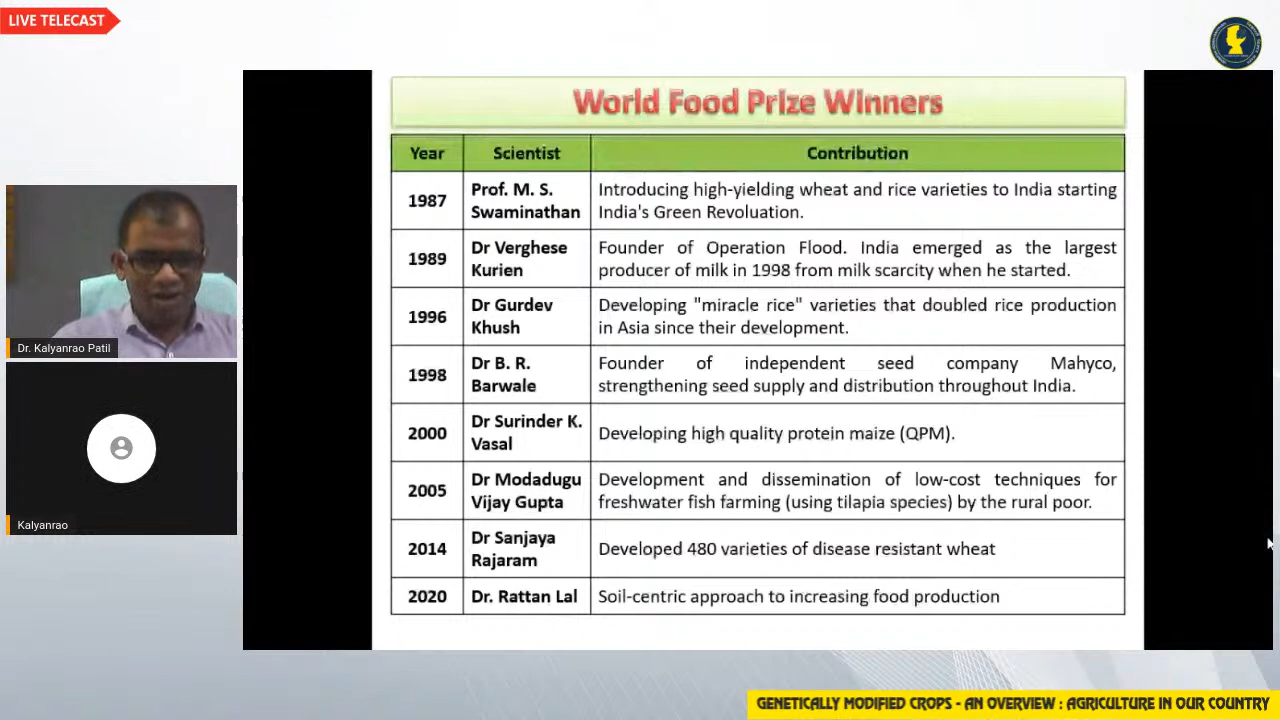 LIVE TELECAST
World Food Prize Winners
Year Scientist Contribution
1987
Prof. M. S.
Swaminathan
Introducing high-yielding wheat and rice varieties to India starting
India's Green Revoluation.
1989
Dr Verghese
Kurien
Founder of Operation Flood. India emerged as the largest
producer of milk in 1998 from milk scarcity when he started.
1996
Dr Gurdev
Khush
Developing "miracle rice" varieties that doubled rice production
in Asia since their development.
1998
Dr B. R.
Barwale
Founder of independent seed company Mahyco,
strengthening seed supply and distribution throughout India.
2000
Dr Surinder K.
Vasal
Developing high quality protein maize (QPM).
2005
Dr Modadugu
Vijay Gupta
Development and dissemination of low-cost techniques for
freshwater fish farming (using tilapia species) by the rural poor.
2014
Dr Sanjaya
Rajaram
Developed 480 varieties of disease resistant wheat
2020
Dr. Rattan Lal
Soil-centric approach to increasing food production
Dr. Kalyanrao Patil
Kalyanrao
GENETICALLY MODIFIED CROPS - AN OVERVIEW : AGRICULTURE IN OUR COUNTRY